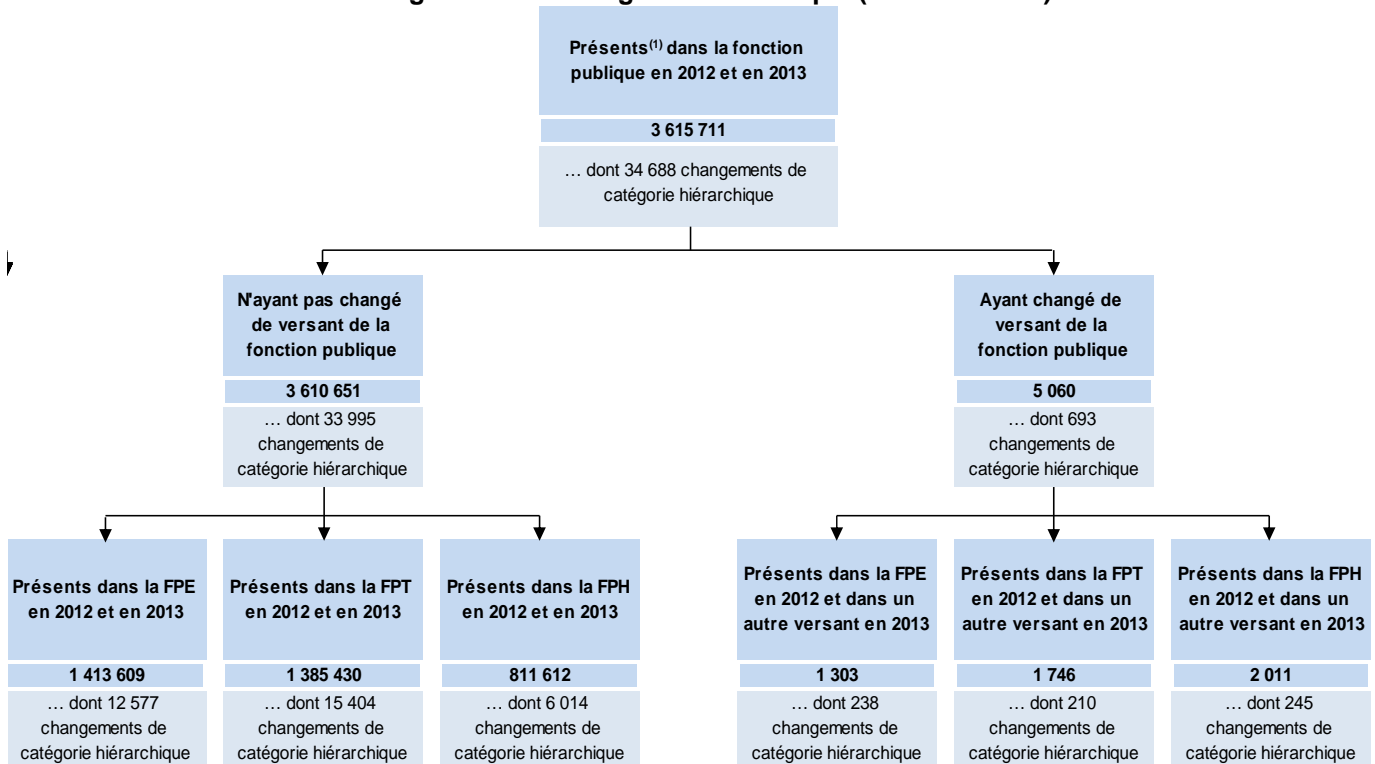 Présents(1) dans la fonction
publique en 2012 et en 2013
3 615 711
… dont 34 688 changements de
catégorie hiérarchique
N'ayant pas changé
de versant de la
fonction publique
3 610 651
… dont 33 995
changements de
catégorie hiérarchique
Ayant changé de
versant de la
fonction publique
5 060
… dont 693
changements de
catégorie hiérarchique
Présents dans la FPE
en 2012 et en 2013
1 413 609
… dont 12 577
changements de
catégorie hiérarchique
Présents dans la FPT
en 2012 et en 2013
1 385 430
… dont 15 404
changements de
catégorie hiérarchique
Présents dans la FPH
en 2012 et en 2013
811 612
… dont 6 014
changements de
catégorie hiérarchique
Présents dans la FPE
en 2012 et dans un
autre versant en 2013
1 303
… dont 238
changements de
catégorie hiérarchique
Présents dans la FPT
en 2012 et dans un
autre versant en 2013
1 746
… dont 210
changements de
catégorie hiérarchique
Présents dans la FPH
en 2012 et dans un
autre versant en 2013
2 011
… dont 245
changements de
catégorie hiérarchique